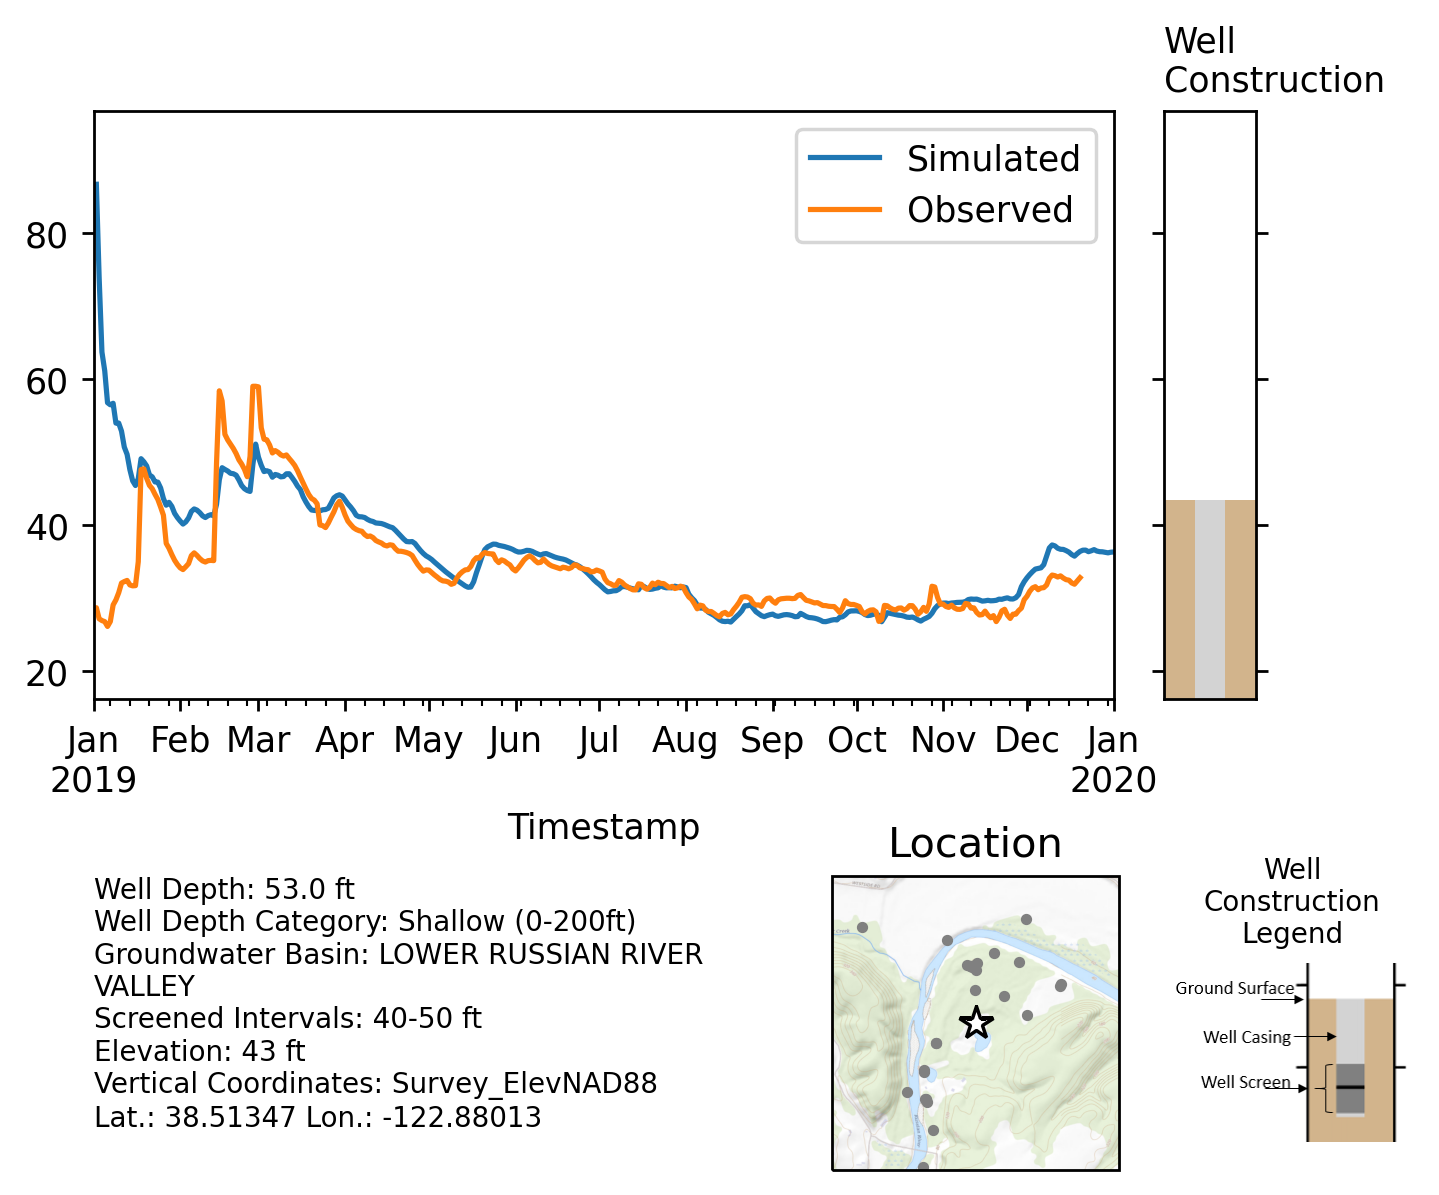 Well
Construction
Simulated
Observed
80
60
40
20
Jan Feb Mar Apr May Jun Jul Aug Sep Oct Nov Dec Jan
2019 2020
Timestamp
Well Depth: 53.0 ft
Well Depth Category: Shallow (0-200ft)
Groundwater Basin: LOWER RUSSIAN RIVER
VALLEY
Screened Intervals: 40-50 ft
Elevation: 43 ft
Vertical Coordinates: Survey_ElevNAD88
Lat.: 38.51347 Lon.: -122.88013
Location
Well
Construction
Legend
Ground Surface
Well Casing
Well Screen